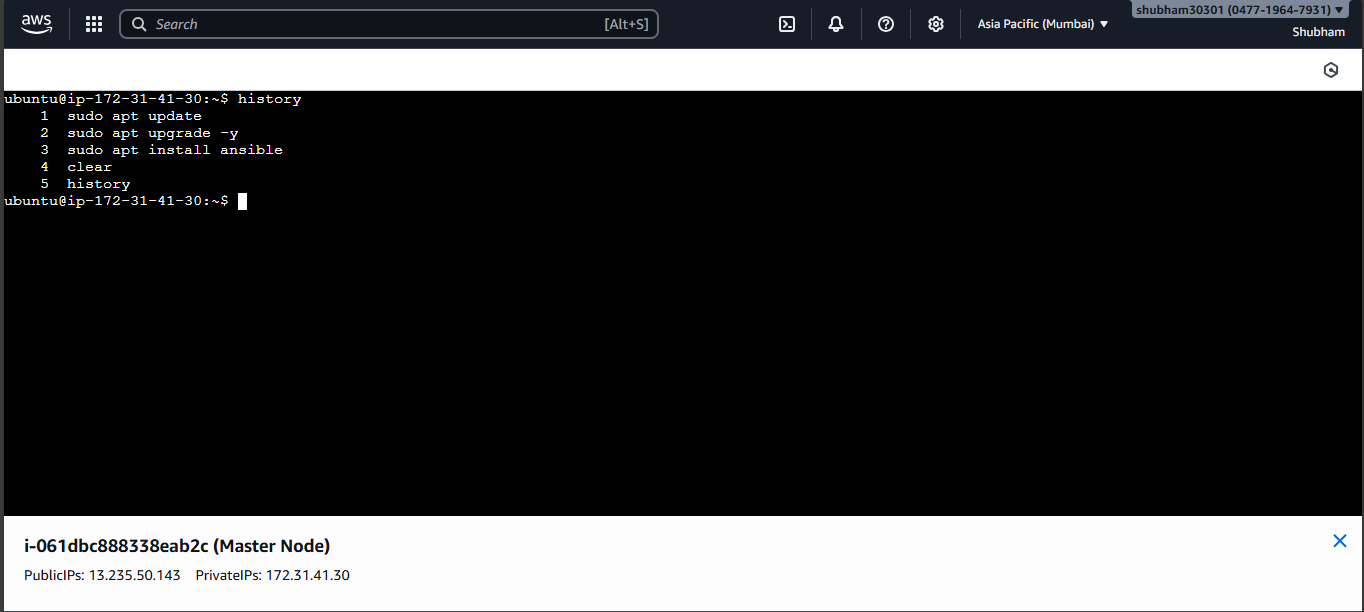 aws
Search [Alt+S]
Asia Pacific (Mumbai)
shubham30301 (0477-1964-7931)
Shubham
ubuntu@ip-172-31-41-30:~$ history
1 sudo apt update
2 sudo apt upgrade -y
3 sudo apt install ansible
4 clear
5 history
ubuntu@ip-172-31-41-30:~$
i-061dbc888338eab2c (Master Node)
PublicIPs: 13.235.50.143 PrivateIPs: 172.31.41.30